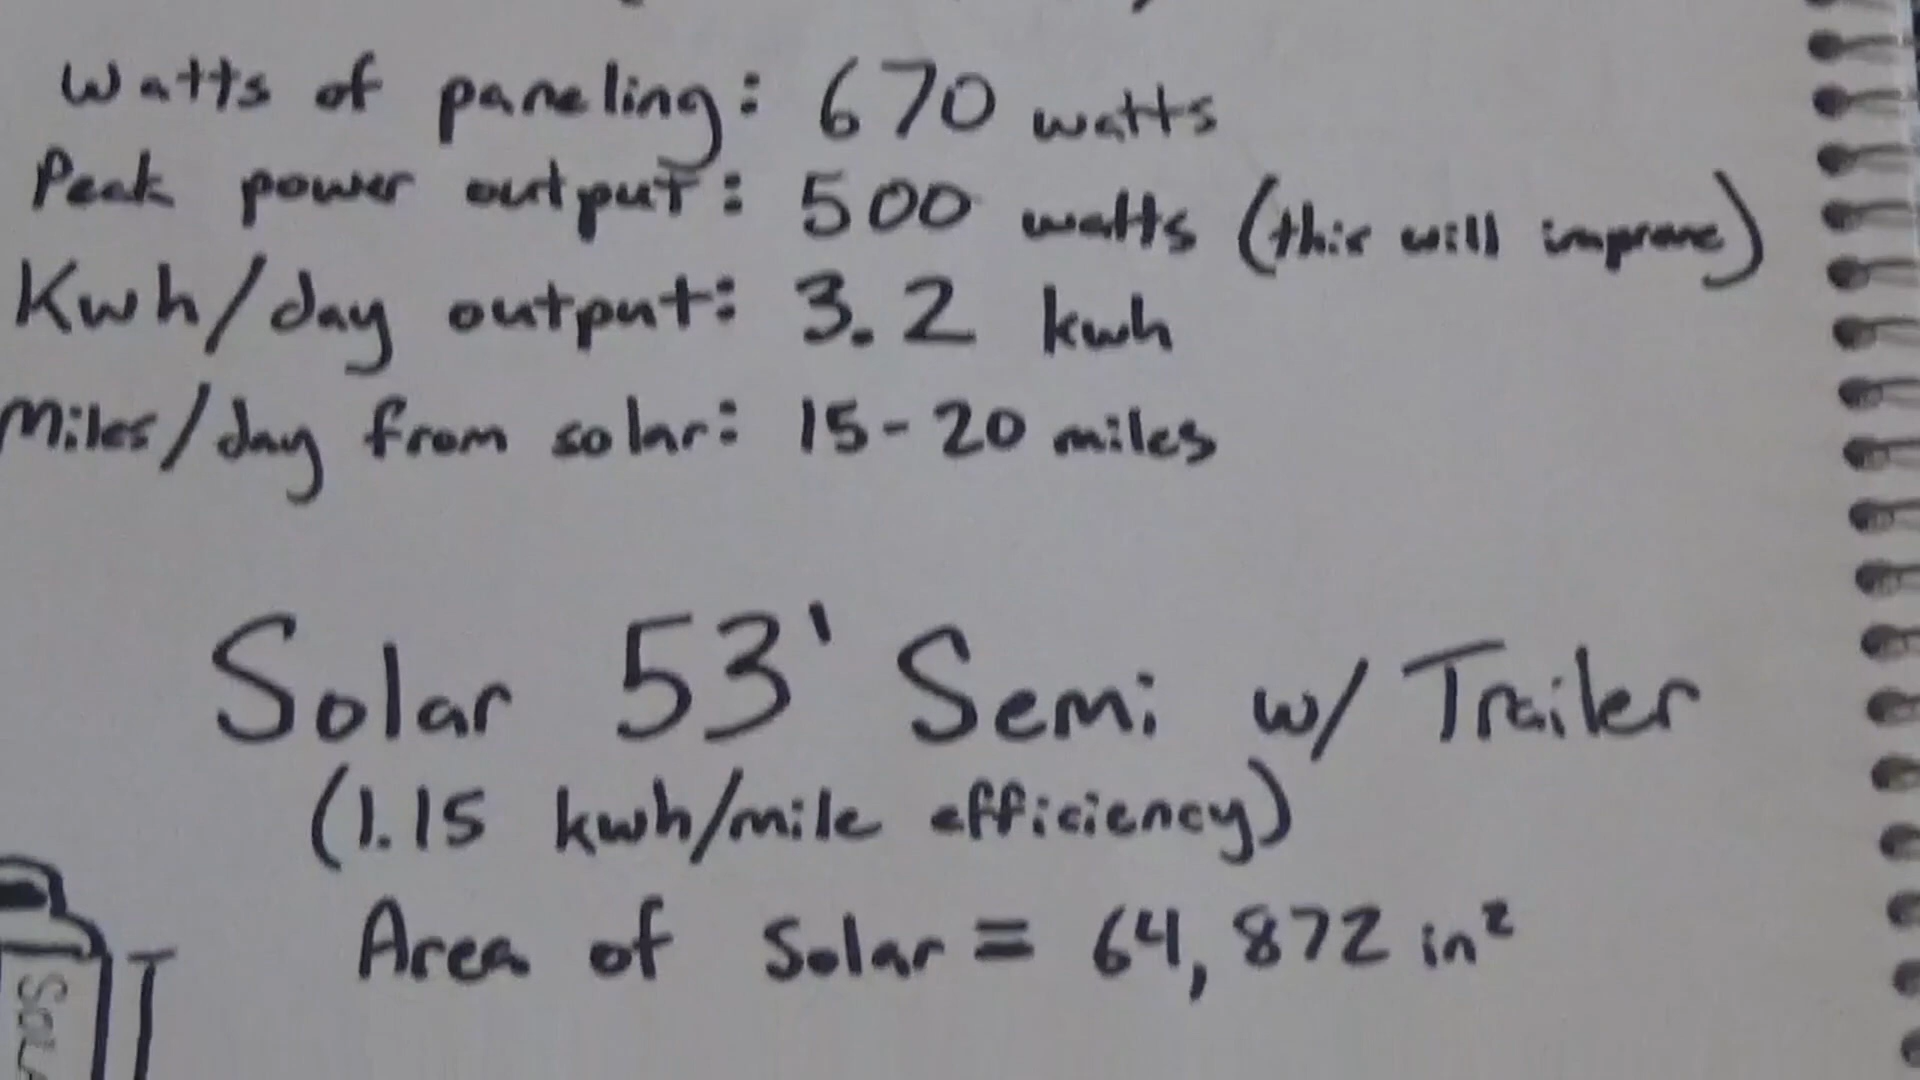 Watts of paneling: 670 watts
Peak power output: 500 watts (this will improve)
Kwh/day output: 3.2 kwh
Miles/day from solar: 15-20 miles
Solar 53' Semi w/ Trailer
(1.15 kwh/mile efficiency)
Area of Solar = 64,872 in²
SOLA